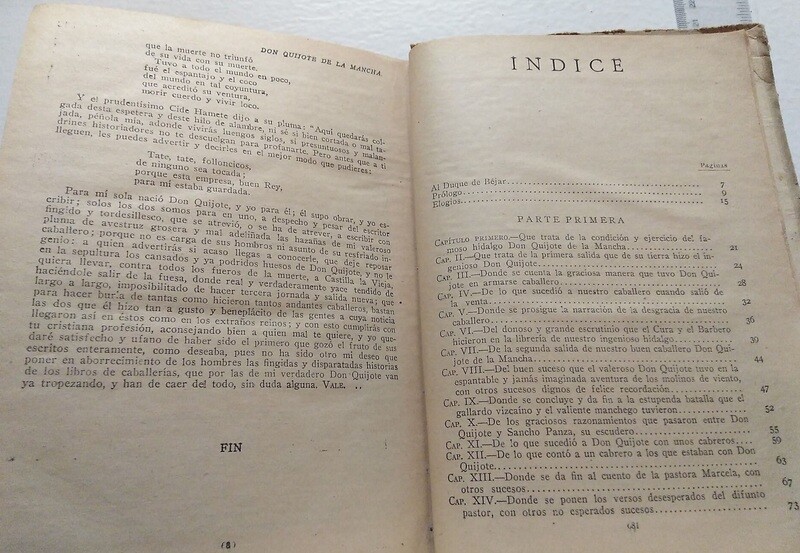 DON QUIJOTE DE LA MANCHA
que la muerte no triunfó
de su vida con su muerte.
Tuvo a todo el mundo en poco,
fué el espantajo y el coco
del mundo en tal coyuntura,
que acreditó su ventura,
morir cuerdo y vivir loco.
Y el prudentísimo Cide Hamete dijo a su pluma: "Aquí quedarás col-
gada desta espetera y deste hilo de alambre, ni sé si bien cortada o mal ta-
jada, péñola mía, adonde vivirás luengos siglos, si presuntuosos y malan-
drines historiadores no te descuelgan para profanarte. Pero antes que a ti
lleguen, les puedes advertir y decirles en el mejor modo que pudieres:
Tate, tate, folloncicos,
de ninguno sea tocada;
porque esta empresa, buen Rey,
para mí estaba guardada.
Para mí sola nació Don Quijote, y yo para él; él supo obrar, y yo es-
cribir; solos los dos somos para en uno, a despecho y pesar del escritor
fingido y tordesillesco, que se atrevió, o se ha de atrever, a escribir con
pluma de avestruz grosera y mal adeliñada las hazañas de mi valeroso
caballero; porque no es carga de sus hombros ni asunto de su resfriado in-
genio: a quien advertirás si acaso llegas a conocerle, que deje reposar
en la sepultura los cansados y ya podridos huesos de Don Quijote, y no le
quiera llevar, contra todos los fueros de la muerte, a Castilla la Vieja,
haciéndole salir de la fuesa, donde real y verdaderamente yace tendido de
largo a largo, imposibilitado de hacer tercera jornada y salida nueva; que
para hacer burla de tantas como hicieron tantos andantes caballeros, bastan
las dos que él hizo tan a gusto y beneplácito de las gentes a cuya noticia
llegaron así en éstos como en los extraños reinos; y con esto cumplirás con
tu cristiana profesión, aconsejando bien a quien mal te quiere, y yo que-
daré satisfecho y ufano de haber sido el primero que gozó el fruto de sus
escritos enteramente, como deseaba, pues no ha sido otro mi deseo que
poner en aborrecimiento de los hombres las fingidas y disparatadas historias
de los libros de caballerías, que por las de mi verdadero Don Quijote van
ya tropezando, y han de caer del todo, sin duda alguna. VALE. ..
FIN
(8)
INDICE
Páginas
Al Duque de Béjar 7
Prólogo 9
Elogios 15
PARTE PRIMERA
CAPÍTULO PRIMERO.—Que trata de la condición y ejercicio del fa-
moso hidalgo Don Quijote de la Mancha 21
CAP. II.—Que trata de la primera salida que de su tierra hizo el in-
genioso Don Quijote 24
CAP. III.—Donde se cuenta la graciosa manera que tuvo Don Qui-
jote en armarse caballero 28
CAP. IV.—De lo que sucedió a nuestro caballero cuando salió de
la venta 32
CAP. V.—Donde se prosigue la narración de la desgracia de nuestro
caballero 36
CAP. VI.—Del donoso y grande escrutinio que el Cura y el Barbero
hicieron en la librería de nuestro ingenioso hidalgo 39
CAP. VII.—De la segunda salida de nuestro buen caballero Don Qui-
jote de la Mancha 44
CAP. VIII.—Del buen suceso que el valeroso Don Quijote tuvo en la
espantable y jamás imaginada aventura de los molinos de viento,
con otros sucesos dignos de felice recordación 47
CAP. IX.—Donde se concluye y da fin a la estupenda batalla que el
gallardo vizcaíno y el valiente manchego tuvieron 52
CAP. X.—De los graciosos razonamientos que pasaron entre Don
Quijote y Sancho Panza, su escudero 55
CAP. XI.—De lo que sucedió a Don Quijote con unos cabreros 59
CAP. XII.—De lo que contó a un cabrero a los que estaban con Don
Quijote 63
CAP. XIII.—Donde se da fin al cuento de la pastora Marcela, con
otros sucesos 67
CAP. XIV.—Donde se ponen los versos desesperados del difunto
pastor, con otros no esperados sucesos 73